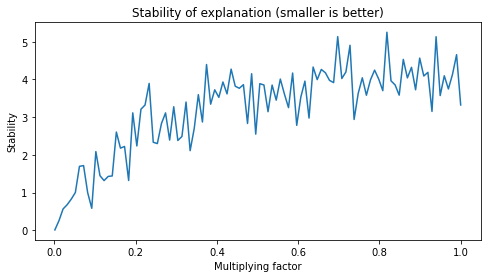 Stability of explanation (smaller is better)
5
4
3
2
1
0
Stability
0.0 0.2 0.4 0.6 0.8 1.0
Multiplying factor